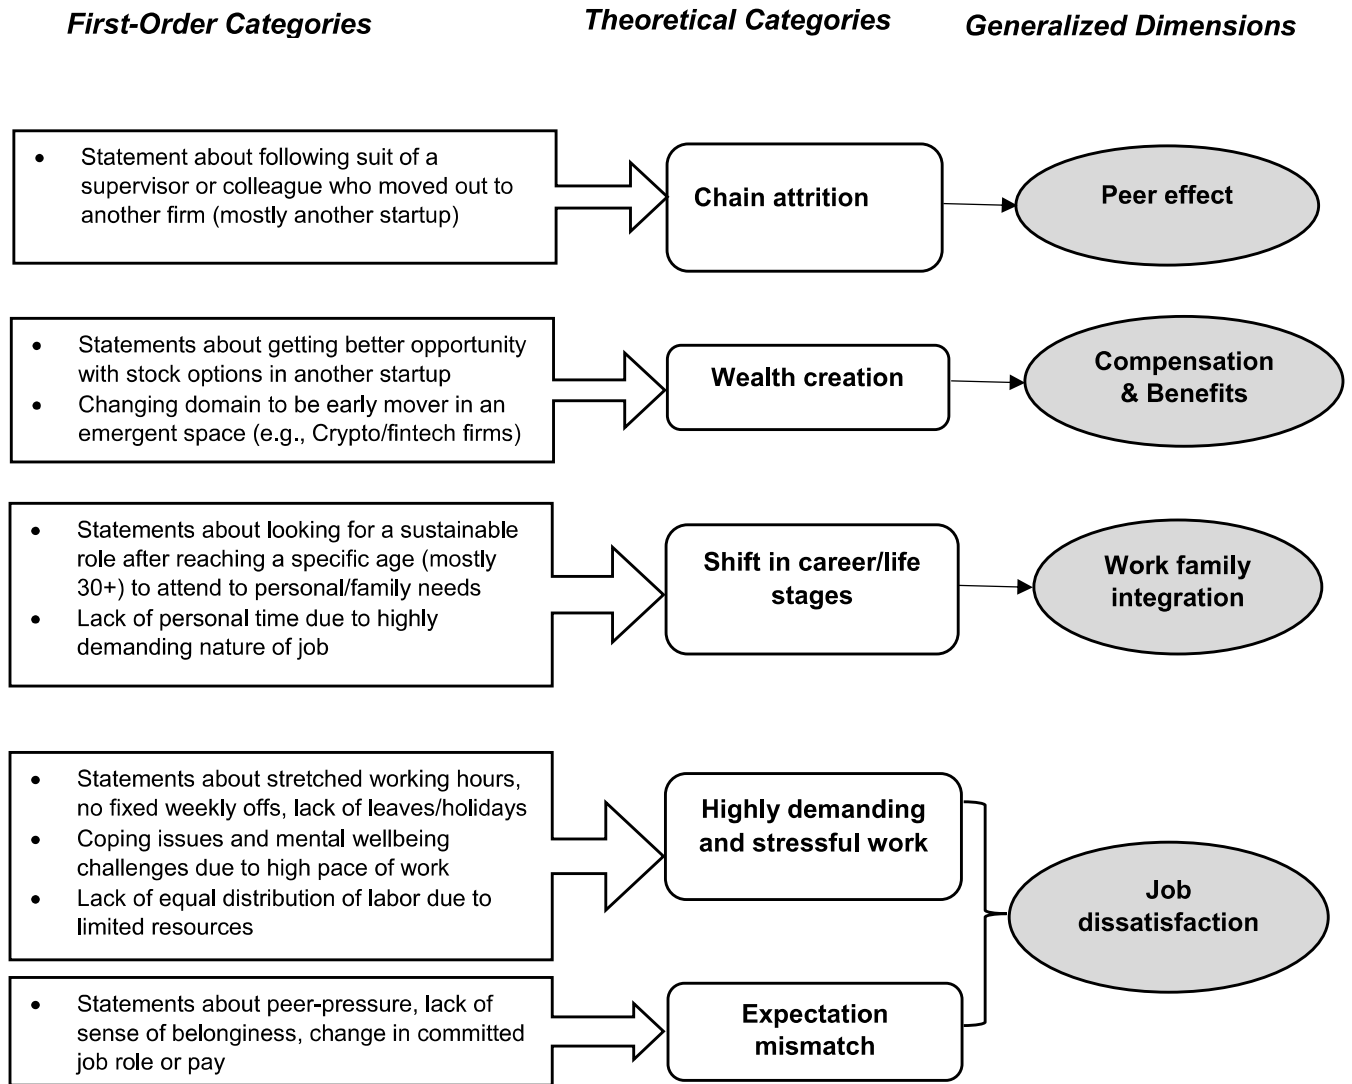 First-Order Categories
Theoretical Categories
Generalized Dimensions
• Statement about following suit of a
supervisor or colleague who moved out to
another firm (mostly another startup)
Chain attrition
Peer effect
• Statements about getting better opportunity
with stock options in another startup
• Changing domain to be early mover in an
emergent space (e.g., Crypto/fintech firms)
Wealth creation
Compensation
& Benefits
• Statements about looking for a sustainable
role after reaching a specific age (mostly
30+) to attend to personal/family needs
• Lack of personal time due to highly
demanding nature of job
Shift in career/life
stages
Work family
integration
• Statements about stretched working hours,
no fixed weekly offs, lack of leaves/holidays
• Coping issues and mental wellbeing
challenges due to high pace of work
• Lack of equal distribution of labor due to
limited resources
Highly demanding
and stressful work
Job
dissatisfaction
• Statements about peer-pressure, lack of
sense of belonginess, change in committed
job role or pay
Expectation
mismatch